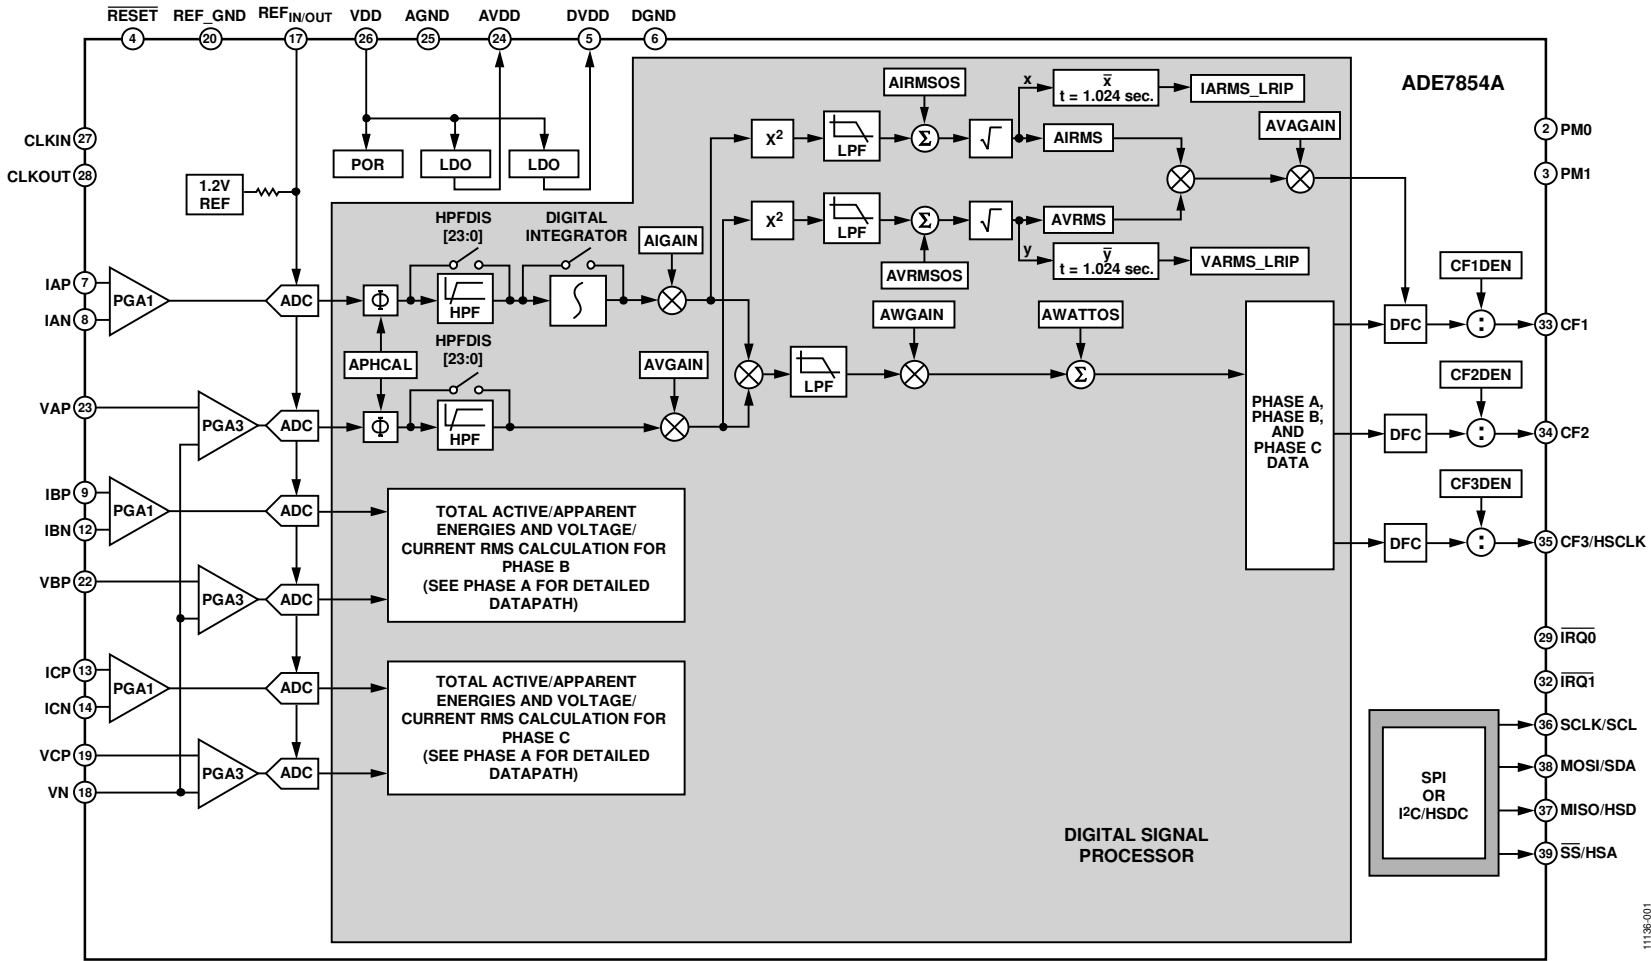 RESET REF_GND REFIN/OUT VDD AGND AVDD DVDD DGND
4 20 17 26 25 24 5 6
ADE7854A
CLKIN 27
CLKOUT 28
POR LDO LDO
1.2V
REF
AIRMSOS
x
x̅
t = 1.024 sec.
IARMS_LRIP
X² LPF Σ √ AIRMS
AVAGAIN
2 PM0
3 PM1
HPFDIS
[23:0]
DIGITAL
INTEGRATOR
AIGAIN
X² LPF Σ √ AVRMS
AVRMSOS
y
y̅
t = 1.024 sec.
VARMS_LRIP
IAP 7
IAN 8
PGA1 ADC Φ HPF ∫
CF1DEN
DFC : 33 CF1
APHCAL
HPFDIS
[23:0]
AVGAIN
AWGAIN
AWATTOS
LPF Σ
VAP 23
PGA3 ADC Φ HPF
PHASE A,
PHASE B,
AND
PHASE C
DATA
CF2DEN
DFC : 34 CF2
CF3DEN
DFC : 35 CF3/HSCLK
IBP 9
IBN 12
PGA1 ADC
VBP 22
PGA3 ADC
TOTAL ACTIVE/APPARENT
ENERGIES AND VOLTAGE/
CURRENT RMS CALCULATION FOR
PHASE B
(SEE PHASE A FOR DETAILED
DATAPATH)
ICP 13
ICN 14
PGA1 ADC
VCP 19
VN 18
PGA3 ADC
TOTAL ACTIVE/APPARENT
ENERGIES AND VOLTAGE/
CURRENT RMS CALCULATION FOR
PHASE C
(SEE PHASE A FOR DETAILED
DATAPATH)
29 IRQ0
32 IRQ1
SPI
OR
I²C/HSDC
36 SCLK/SCL
38 MOSI/SDA
37 MISO/HSD
39 SS/HSA
DIGITAL SIGNAL
PROCESSOR
11136-001